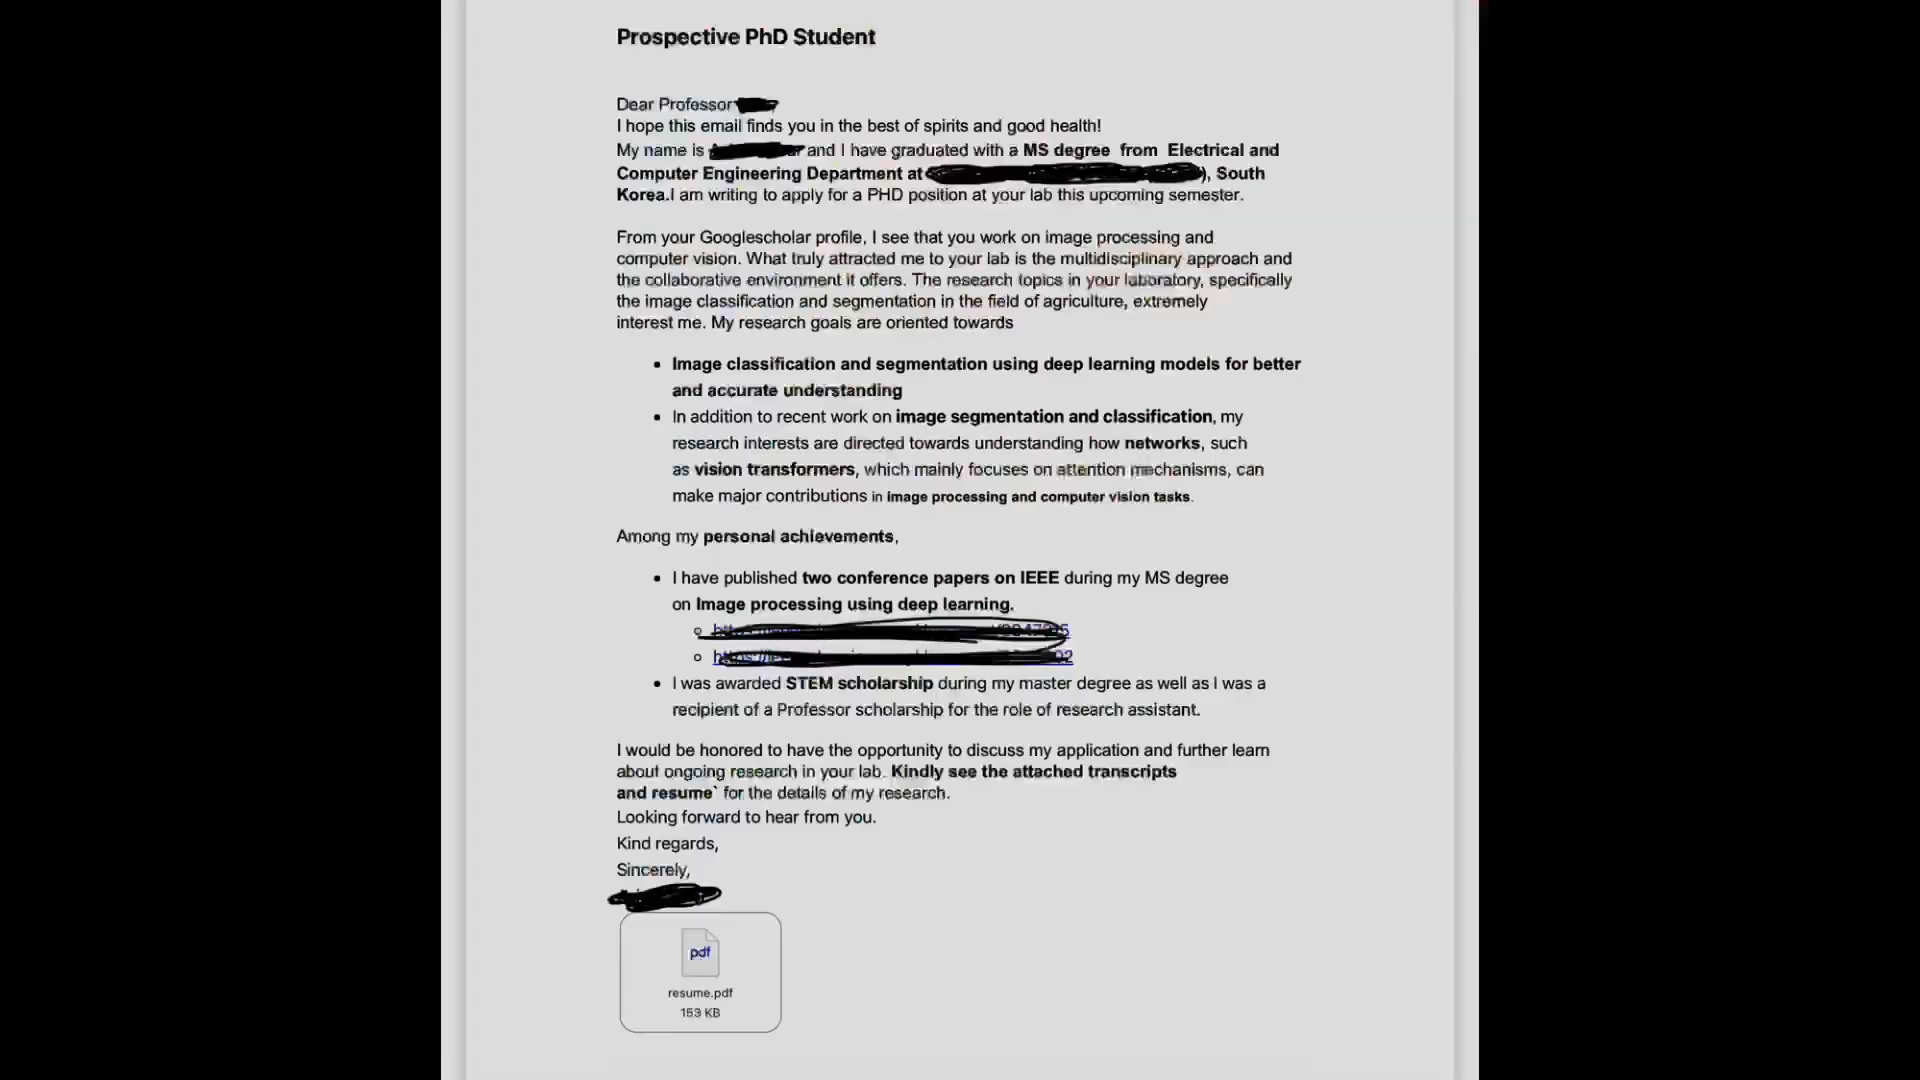 Prospective PhD Student
Dear Professor
I hope this email finds you in the best of spirits and good health!
My name is and I have graduated with a MS degree from Electrical and
Computer Engineering Department at ), South
Korea.I am writing to apply for a PHD position at your lab this upcoming semester.
From your Googlescholar profile, I see that you work on image processing and
computer vision. What truly attracted me to your lab is the multidisciplinary approach and
the collaborative environment it offers. The research topics in your laboratory, specifically
the image classification and segmentation in the field of agriculture, extremely
interest me. My research goals are oriented towards
• Image classification and segmentation using deep learning models for better
and accurate understanding
• In addition to recent work on image segmentation and classification, my
research interests are directed towards understanding how networks, such
as vision transformers, which mainly focuses on attention mechanisms, can
make major contributions in image processing and computer vision tasks.
Among my personal achievements,
• I have published two conference papers on IEEE during my MS degree
on Image processing using deep learning.
• I was awarded STEM scholarship during my master degree as well as I was a
recipient of a Professor scholarship for the role of research assistant.
I would be honored to have the opportunity to discuss my application and further learn
about ongoing research in your lab. Kindly see the attached transcripts
and resume` for the details of my research.
Looking forward to hear from you.
Kind regards,
Sincerely,
pdf
resume.pdf
153 KB